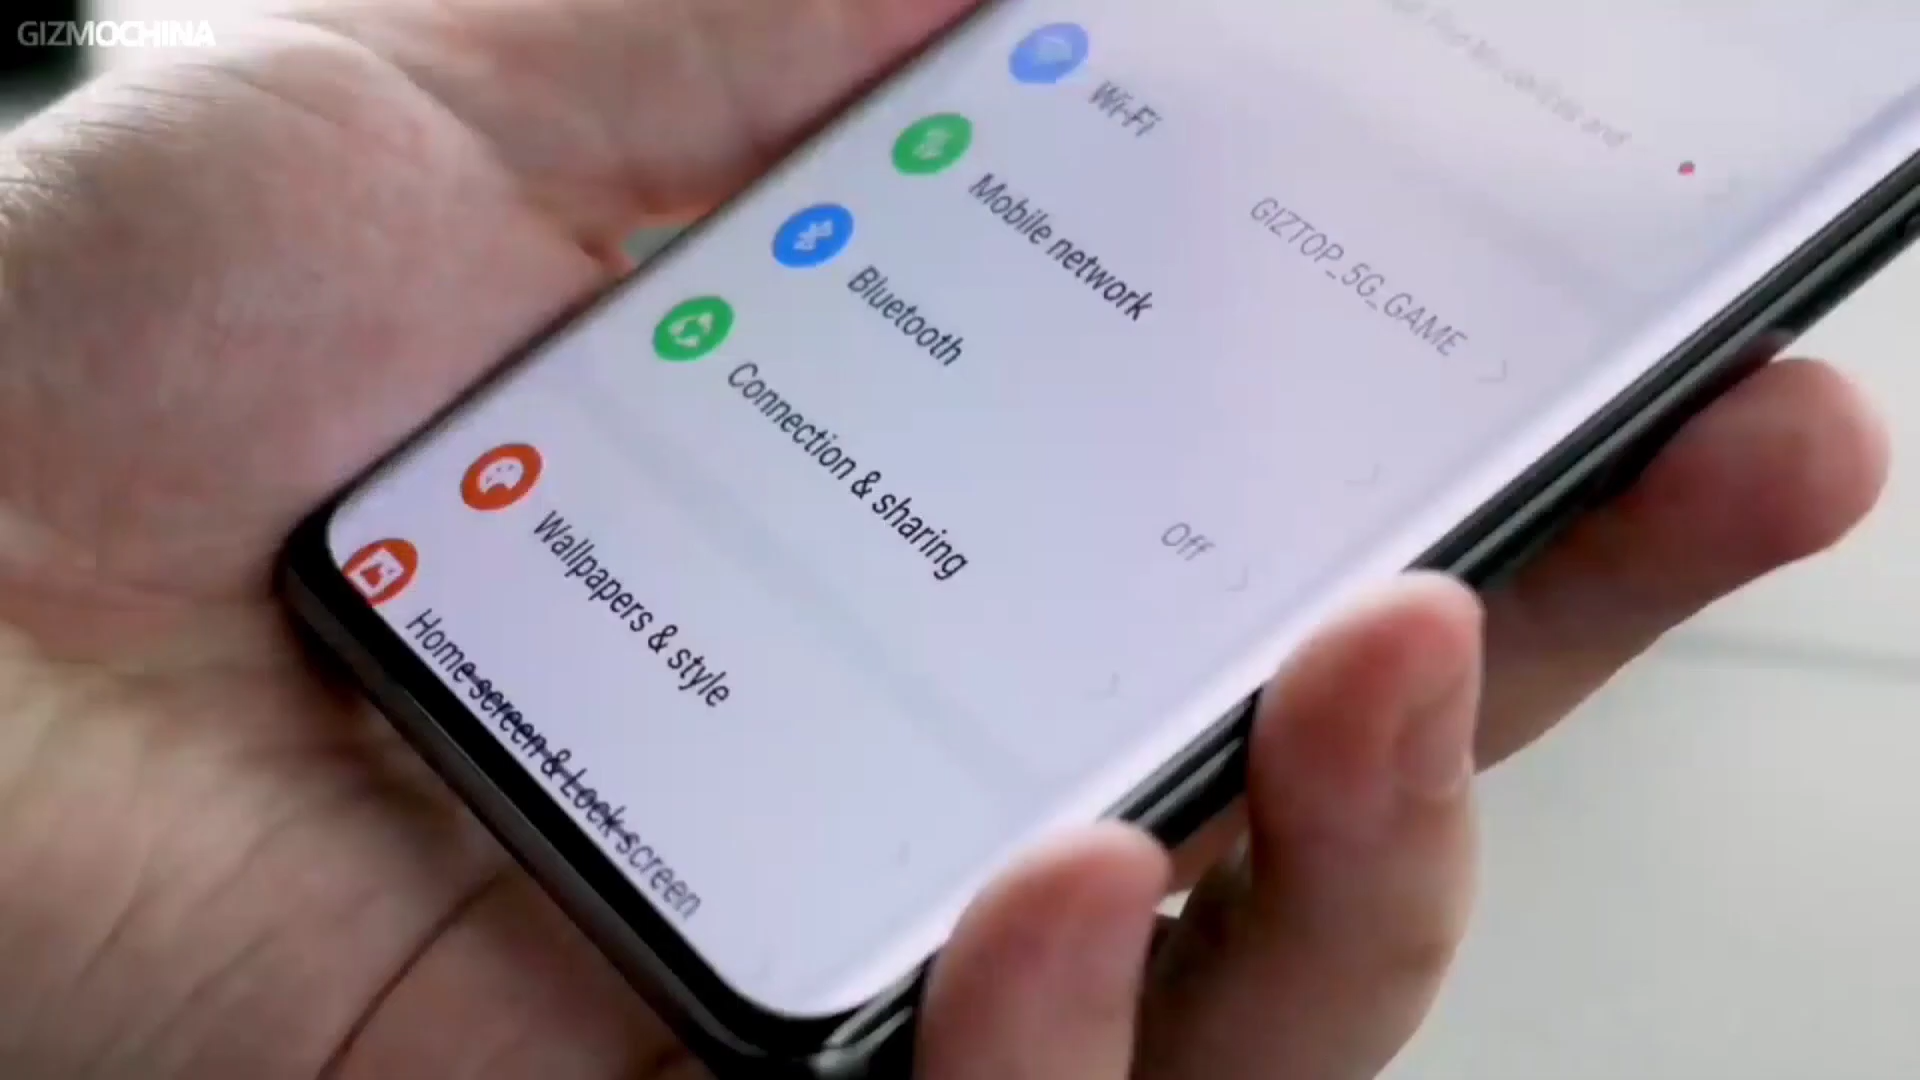 GIZMOCHINA
Wi-Fi
GIZTOP_5G_GAME
Mobile network
Bluetooth
Off
Connection & sharing
Wallpapers & style
Home screen & Lock screen